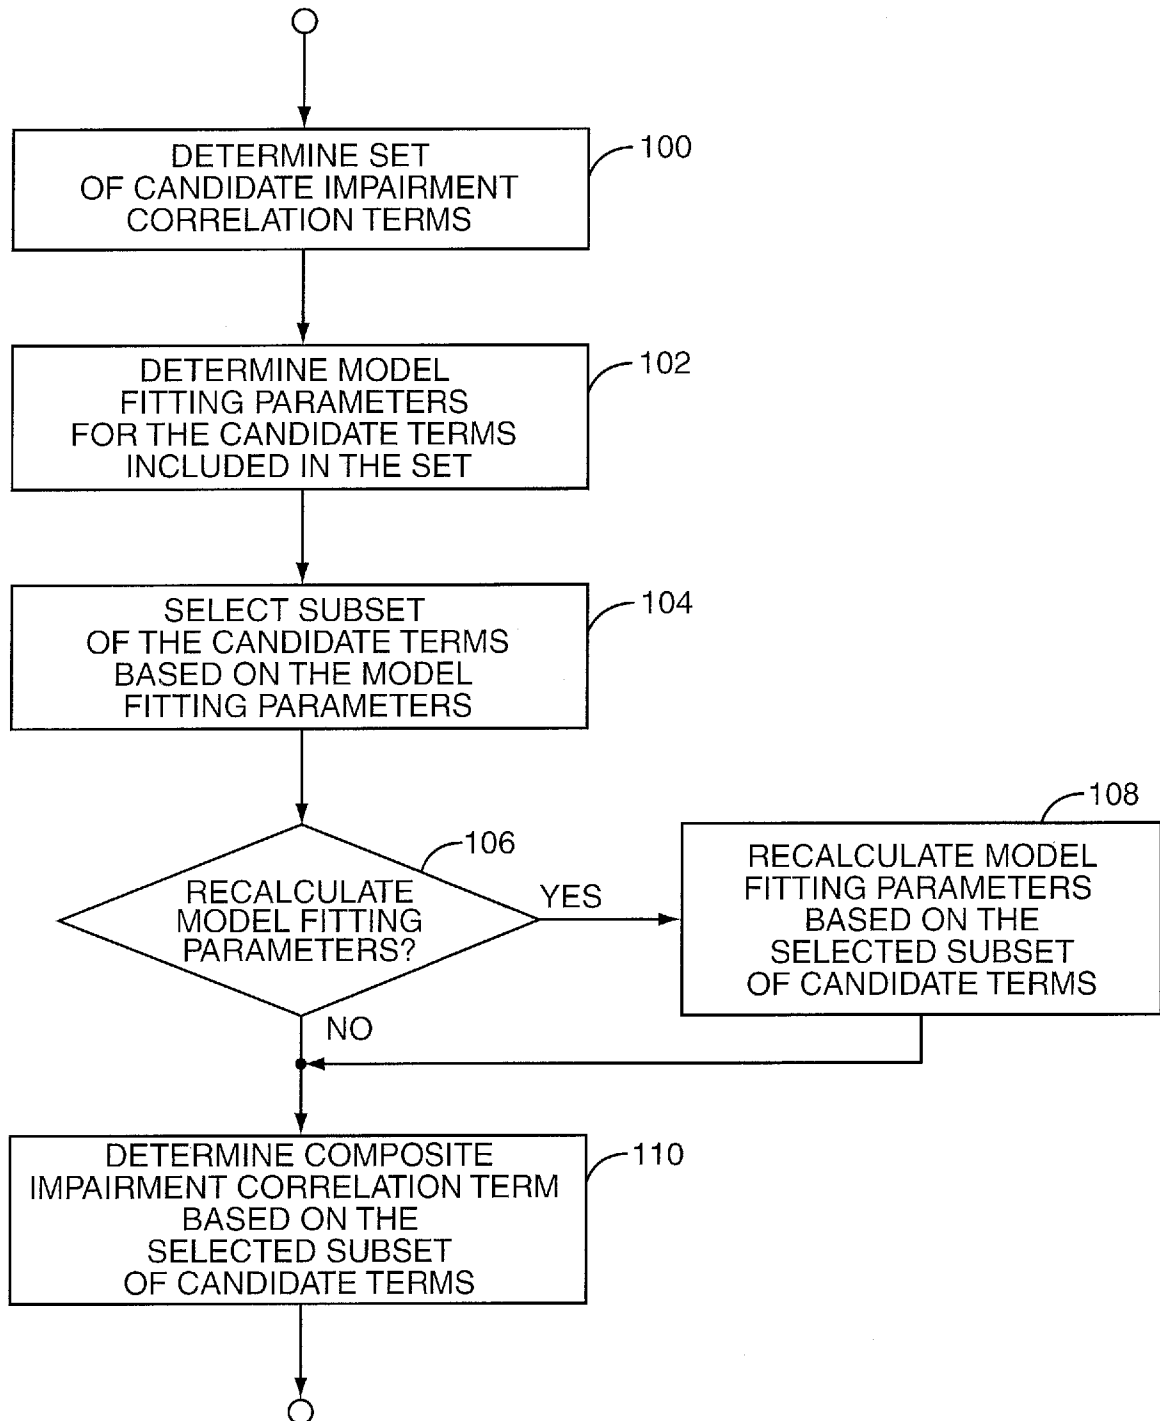 DETERMINE SET
OF CANDIDATE IMPAIRMENT
CORRELATION TERMS
100
DETERMINE MODEL
FITTING PARAMETERS
FOR THE CANDIDATE TERMS
INCLUDED IN THE SET
102
SELECT SUBSET
OF THE CANDIDATE TERMS
BASED ON THE MODEL
FITTING PARAMETERS
104
RECALCULATE
MODEL FITTING
PARAMETERS?
106
YES
NO
RECALCULATE MODEL
FITTING PARAMETERS
BASED ON THE
SELECTED SUBSET
OF CANDIDATE TERMS
108
DETERMINE COMPOSITE
IMPAIRMENT CORRELATION TERM
BASED ON THE
SELECTED SUBSET
OF CANDIDATE TERMS
110